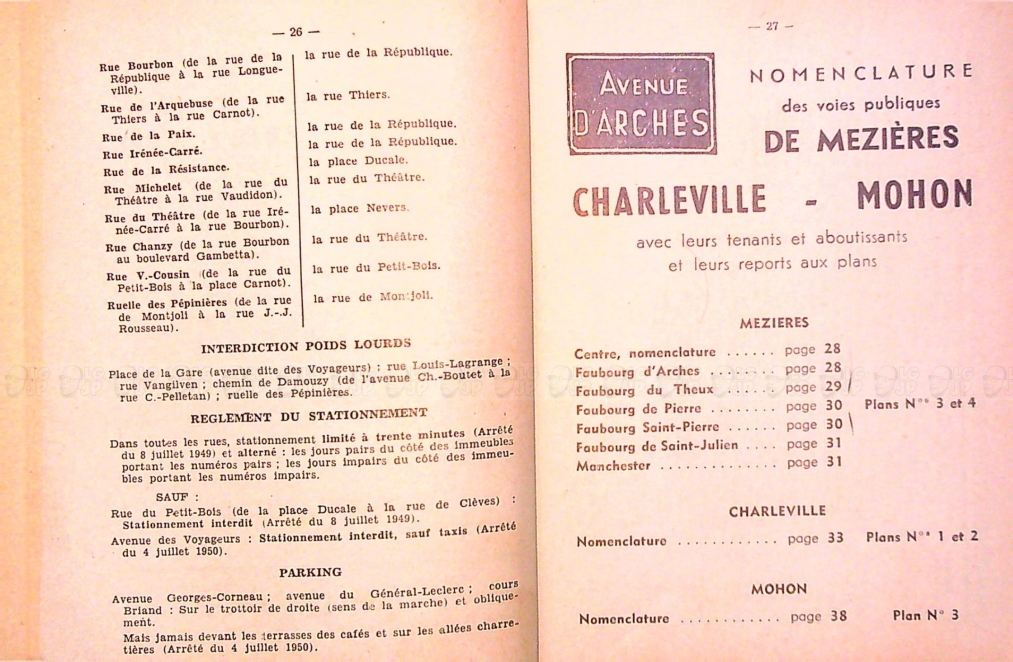 — 26 —
Rue Bourbon (de la rue de la
République à la rue Longue-
ville).
la rue de la République.
Rue de l'Arquebuse (de la rue
Thiers à la rue Carnot).
la rue Thiers.
Rue de la Paix.
la rue de la République.
Rue Irénée-Carré.
la rue de la République.
Rue de la Résistance.
la place Ducale.
Rue Michelet (de la rue du
Théâtre à la rue Vaudidon).
la rue du Théâtre.
Rue du Théâtre (de la rue Iré-
née-Carré à la rue Bourbon).
la place Nevers.
Rue Chanzy (de la rue Bourbon
au boulevard Gambetta).
la rue du Théâtre.
Rue V.-Cousin (de la rue du
Petit-Bois à la place Carnot).
la rue du Petit-Bois.
Ruelle des Pépinières (de la rue
de Montjoli à la rue J.-J.
Rousseau).
la rue de Montjoli.
INTERDICTION POIDS LOURDS
Place de la Gare (avenue dite des Voyageurs) ; rue Louis-Lagrange ;
rue Vangiiven ; chemin de Damouzy (de l'avenue Ch.-Boutet à la
rue C.-Pelletan) ; ruelle des Pépinières.
REGLEMENT DU STATIONNEMENT
Dans toutes les rues, stationnement limité à trente minutes (Arrêté
du 8 juillet 1949) et alterné : les jours pairs du côté des immeubles
portant les numéros pairs ; les jours impairs du côté des immeu-
bles portant les numéros impairs.
SAUF :
Rue du Petit-Bois (de la place Ducale à la rue de Clèves) :
Stationnement interdit (Arrêté du 8 juillet 1949).
Avenue des Voyageurs : Stationnement interdit, sauf taxis (Arrêté
du 4 juillet 1950).
PARKING
Avenue Georges-Corneau ; avenue du Général-Leclerc ; cours
Briand : Sur le trottoir de droite (sens de la marche) et oblique-
ment.
Mais jamais devant les terrasses des cafés et sur les allées charre-
tières (Arrêté du 4 juillet 1950).
— 27 —
AVENUE
D'ARCHES
NOMENCLATURE
des voies publiques
DE MEZIÈRES
CHARLEVILLE - MOHON
avec leurs tenants et aboutissants
et leurs reports aux plans
MEZIERES
Centre, nomenclature ...... page 28
Faubourg d'Arches ........ page 28
Faubourg du Theux ....... page 29
Faubourg de Pierre ........ page 30
Plans Nos 3 et 4
Faubourg Saint-Pierre ..... page 30
Faubourg de Saint-Julien .... page 31
Manchester .............. page 31
CHARLEVILLE
Nomenclature ............ page 33 Plans Nos 1 et 2
MOHON
Nomenclature ............ page 38 Plan N° 3